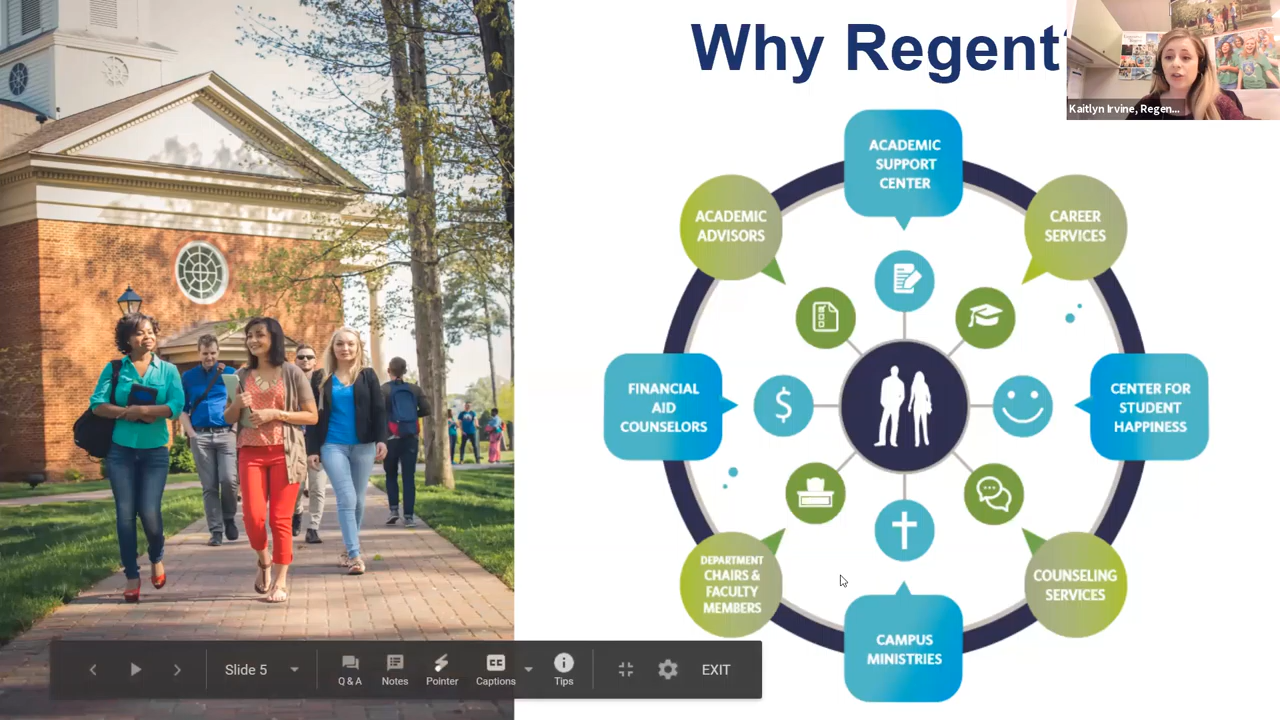 Why Regent?
Kaitlyn Irvine, Regen...
ACADEMIC
SUPPORT
CENTER
ACADEMIC
ADVISORS
CAREER
SERVICES
FINANCIAL
AID
COUNSELORS
$
CENTER FOR
STUDENT
HAPPINESS
DEPARTMENT
CHAIRS &
FACULTY
MEMBERS
COUNSELING
SERVICES
CAMPUS
MINISTRIES
Slide 5
Q & A
Notes
Pointer
CC
Captions
Tips
EXIT